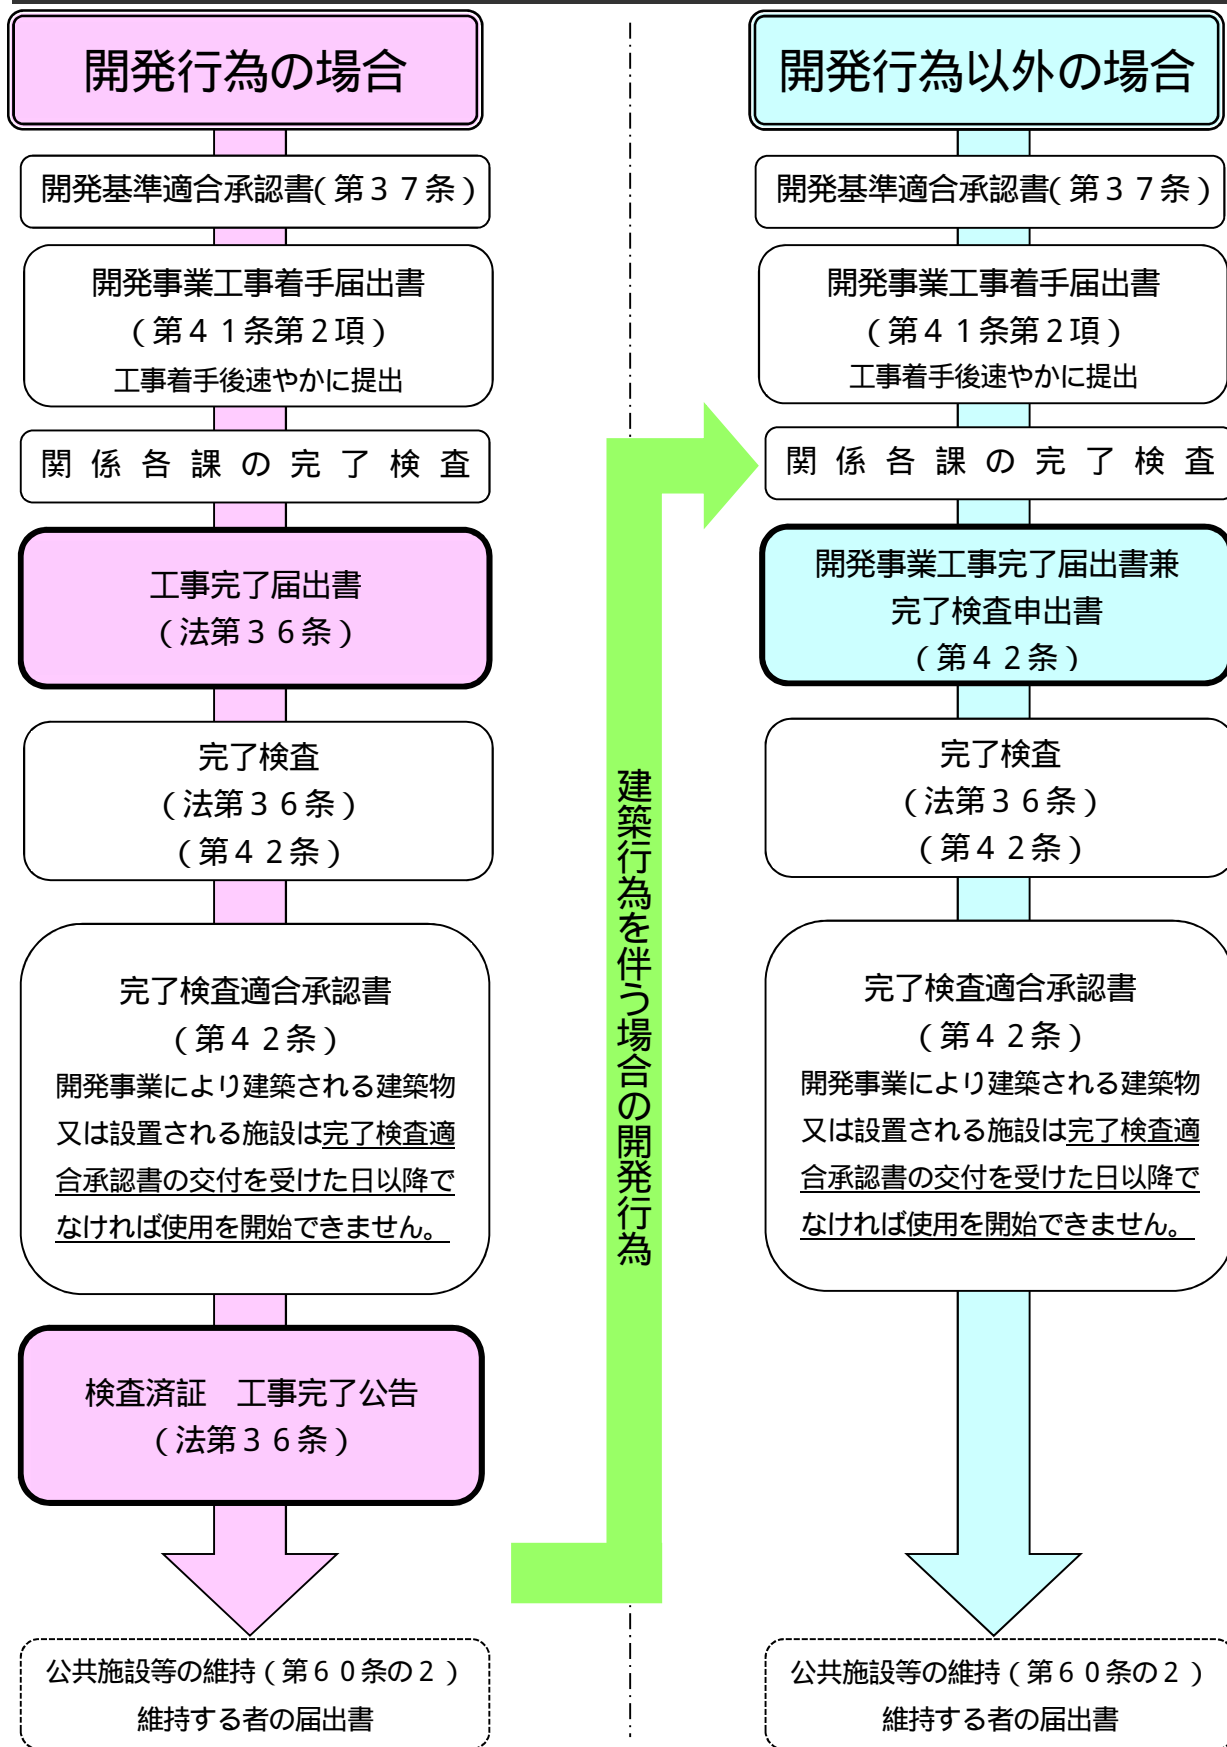 開発行為の場合
開発基準適合承認書(第37条)
開発事業工事着手届出書
(第41条第2項)
工事着手後速やかに提出
関係各課の完了検査
工事完了届出書
(法第36条)
完了検査
(法第36条)
(第42条)
完了検査適合承認書
(第42条)
開発事業により建築される建築物
又は設置される施設は完了検査適
合承認書の交付を受けた日以降で
なければ使用を開始できません。
検査済証　工事完了公告
(法第36条)
公共施設等の維持(第60条の2)
維持する者の届出書
建築行為を伴う場合の開発行為
開発行為以外の場合
開発基準適合承認書(第37条)
開発事業工事着手届出書
(第41条第2項)
工事着手後速やかに提出
関係各課の完了検査
開発事業工事完了届出書兼
完了検査申出書
(第42条)
完了検査
(法第36条)
(第42条)
完了検査適合承認書
(第42条)
開発事業により建築される建築物
又は設置される施設は完了検査適
合承認書の交付を受けた日以降で
なければ使用を開始できません。
公共施設等の維持(第60条の2)
維持する者の届出書